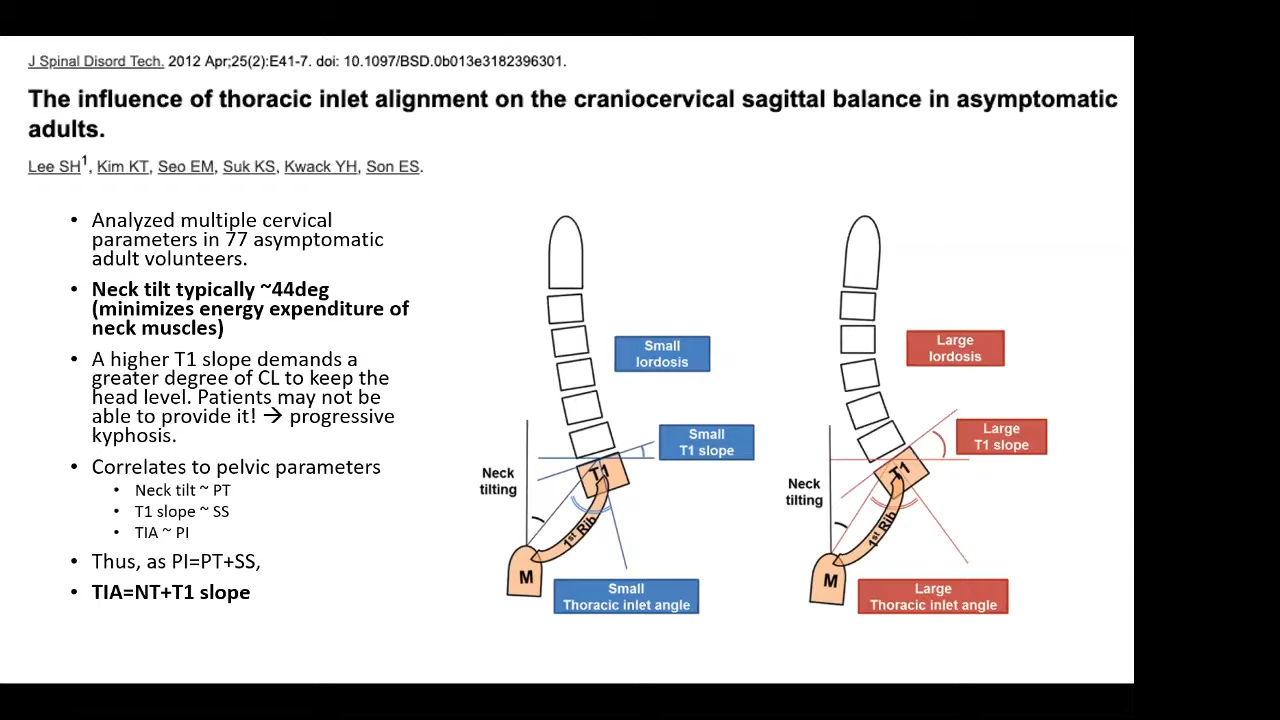 J Spinal Disord Tech. 2012 Apr;25(2):E41-7. doi: 10.1097/BSD.0b013e3182396301.
The influence of thoracic inlet alignment on the craniocervical sagittal balance in asymptomatic
adults.
Lee SH1, Kim KT, Seo EM, Suk KS, Kwack YH, Son ES.
• Analyzed multiple cervical
parameters in 77 asymptomatic
adult volunteers.
• Neck tilt typically ~44deg
(minimizes energy expenditure of
neck muscles)
• A higher T1 slope demands a
greater degree of CL to keep the
head level. Patients may not be
able to provide it! → progressive
kyphosis.
• Correlates to pelvic parameters
• Neck tilt ~ PT
• T1 slope ~ SS
• TIA ~ PI
• Thus, as PI=PT+SS,
• TIA=NT+T1 slope
Small
lordosis
Small
T1 slope
Neck
tilting
T1
1st Rib
M
Small
Thoracic inlet angle
Large
lordosis
Large
T1 slope
Neck
tilting
T1
1st Rib
M
Large
Thoracic inlet angle